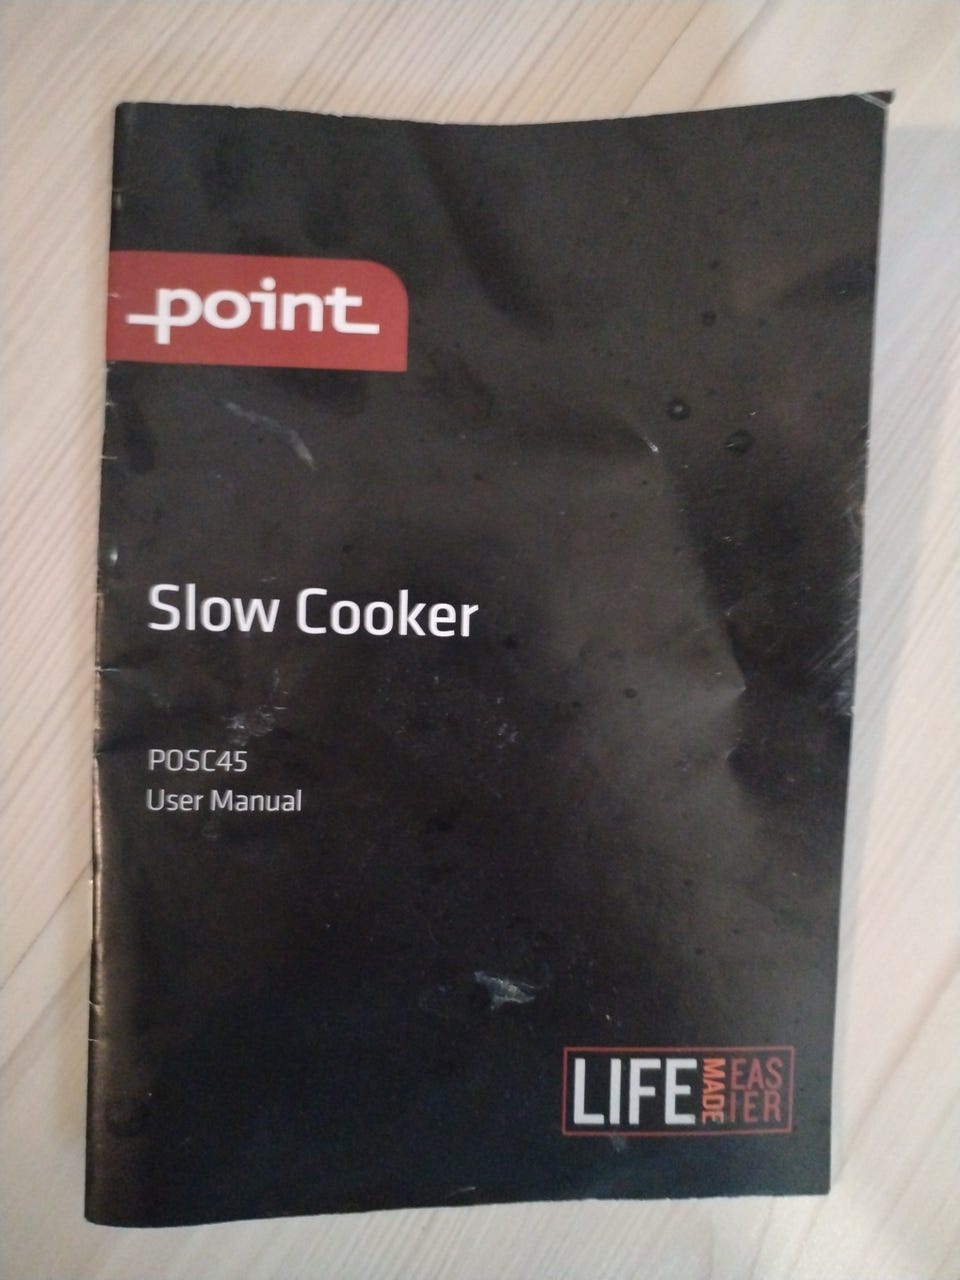 point
Slow Cooker
POSC45
User Manual
LIFE MADE EASIER